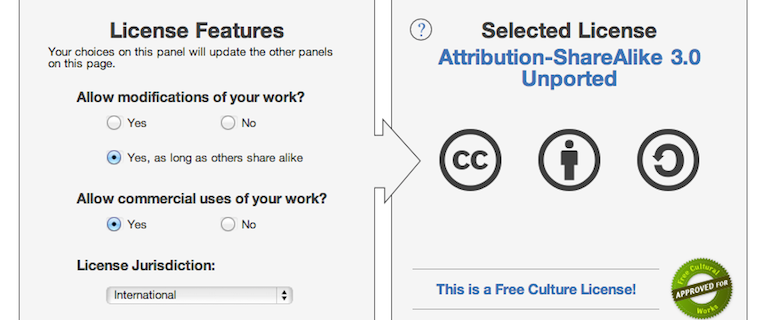 License Features
Your choices on this panel will update the other panels
on this page.
Allow modifications of your work?
Yes
No
Yes, as long as others share alike
Allow commercial uses of your work?
Yes
No
License Jurisdiction:
International
?
Selected License
Attribution-ShareAlike 3.0
Unported
cc
This is a Free Culture License!
Free Cultural
APPROVED FOR
Works